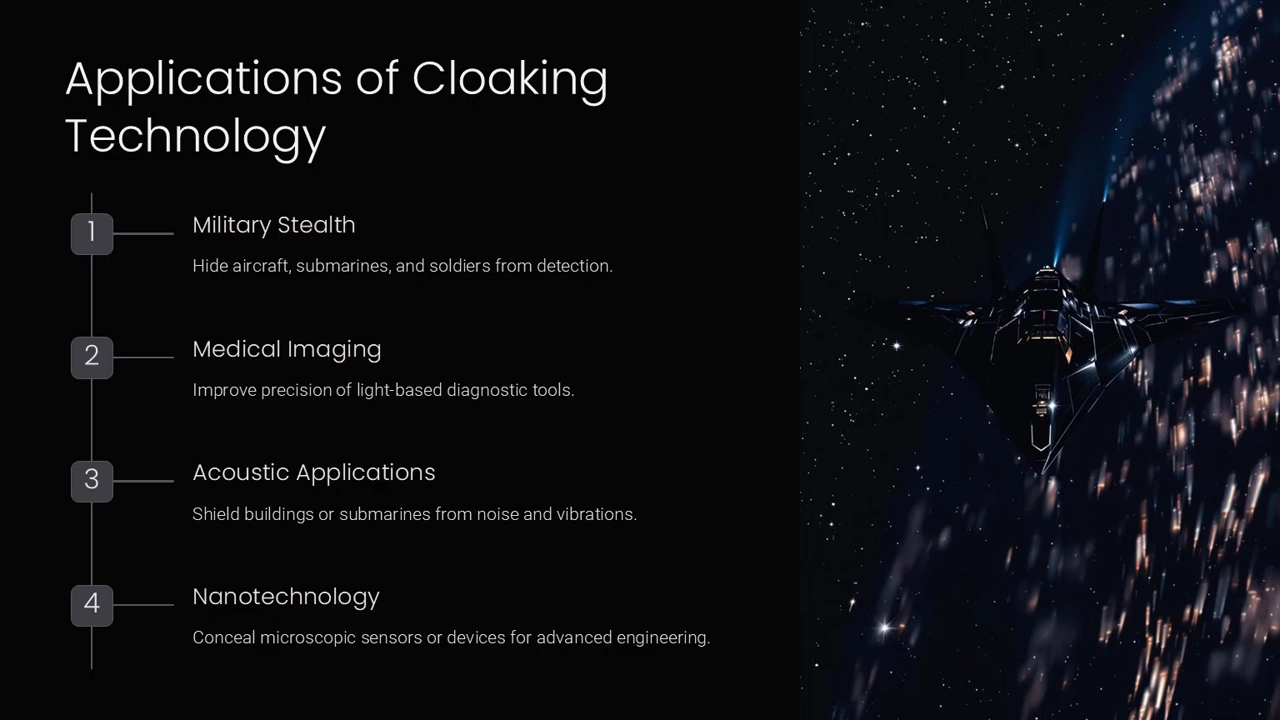 Applications of Cloaking
Technology
1
Military Stealth
Hide aircraft, submarines, and soldiers from detection.
2
Medical Imaging
Improve precision of light-based diagnostic tools.
3
Acoustic Applications
Shield buildings or submarines from noise and vibrations.
4
Nanotechnology
Conceal microscopic sensors or devices for advanced engineering.